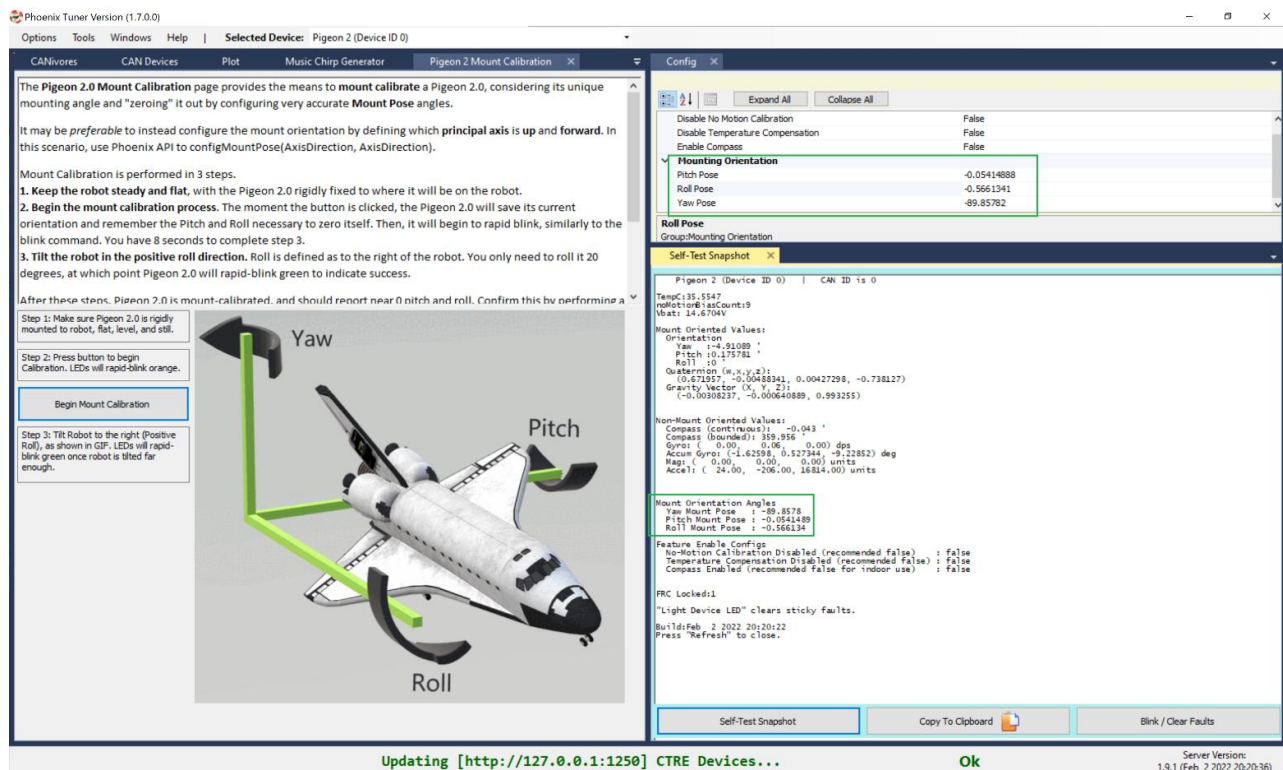 Phoenix Tuner Version (1.7.0.0)
Options Tools Windows Help | Selected Device: Pigeon 2 (Device ID 0)
CANivores CAN Devices Plot Music Chirp Generator Pigeon 2 Mount Calibration
The Pigeon 2.0 Mount Calibration page provides the means to mount calibrate a Pigeon 2.0, considering its unique
mounting angle and "zeroing" it out by configuring very accurate Mount Pose angles.
It may be preferable to instead configure the mount orientation by defining which principal axis is up and forward. In
this scenario, use Phoenix API to configMountPose(AxisDirection, AxisDirection).
Mount Calibration is performed in 3 steps.
1. Keep the robot steady and flat, with the Pigeon 2.0 rigidly fixed to where it will be on the robot.
2. Begin the mount calibration process. The moment the button is clicked, the Pigeon 2.0 will save its current
orientation and remember the Pitch and Roll necessary to zero itself. Then, it will begin to rapid blink, similarly to the
blink command. You have 8 seconds to complete step 3.
3. Tilt the robot in the positive roll direction. Roll is defined as to the right of the robot. You only need to roll it 20
degrees, at which point Pigeon 2.0 will rapid-blink green to indicate success.
After these steps, Pigeon 2.0 is mount-calibrated, and should report near 0 pitch and roll. Confirm this by performing a
Step 1: Make sure Pigeon 2.0 is rigidly
mounted to robot, flat, level, and still.
Step 2: Press button to begin
Calibration. LEDs will rapid-blink orange.
Begin Mount Calibration
Step 3: Tilt Robot to the right (Positive
Roll), as shown in GIF. LEDs will rapid-
blink green once robot is tilted far
enough.
Yaw
Pitch
Roll
Config
Expand All Collapse All
Disable No Motion Calibration False
Disable Temperature Compensation False
Enable Compass False
Mounting Orientation
Pitch Pose -0.05414888
Roll Pose -0.5661341
Yaw Pose -89.85782
Roll Pose
Group:Mounting Orientation
Self-Test Snapshot
Pigeon 2 (Device ID 0) | CAN ID is 0
TempC:35.5547
noMotionBiasCount:9
Vbat: 14.6704V
Mount Oriented Values:
Orientation
Yaw :-4.91089 '
Pitch :0.175781 '
Roll :0 '
Quaternion (w,x,y,z):
(0.671957, -0.00488341, 0.00427298, -0.738127)
Gravity Vector (X, Y, Z):
(-0.00308237, -0.000640889, 0.993255)
Non-Mount Oriented Values:
Compass (continuous): -0.043 '
Compass (bounded): 359.956 '
Gyro: ( 0.00, 0.06, 0.00) dps
Accum Gyro: (-1.62598, 0.527344, -9.22852) deg
Mag: ( 0.00, 0.00, 0.00) units
Accel: ( 24.00, -206.00, 16814.00) units
Mount Orientation Angles
Yaw Mount Pose : -89.8578
Pitch Mount Pose : -0.0541489
Roll Mount Pose : -0.566134
Feature Enable Configs
No-Motion Calibration Disabled (recommended false) : false
Temperature Compensation Disabled (recommended false) : false
Compass Enabled (recommended false for indoor use) : false
FRC Locked:1
"Light Device LED" clears sticky faults.
Build:Feb 2 2022 20:20:22
Press "Refresh" to close.
Self-Test Snapshot Copy To Clipboard Blink / Clear Faults
Updating [http://127.0.0.1:1250] CTRE Devices... Ok
Server Version:
1.9.1 (Feb 2 2022 20:20:36)